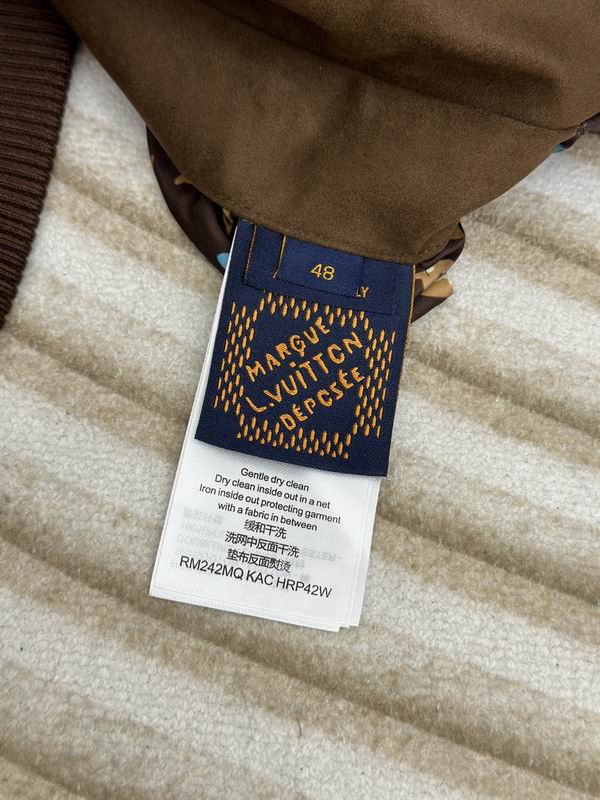 48
LY
MARQUE
L.VUITTON
DÉPOSÉE
Gentle dry clean
Dry clean inside out in a net
Iron inside out protecting garment
with a fabric in between
缓和干洗
洗网中反面干洗
垫布反面熨烫
RM242MQ KAC HRP42W